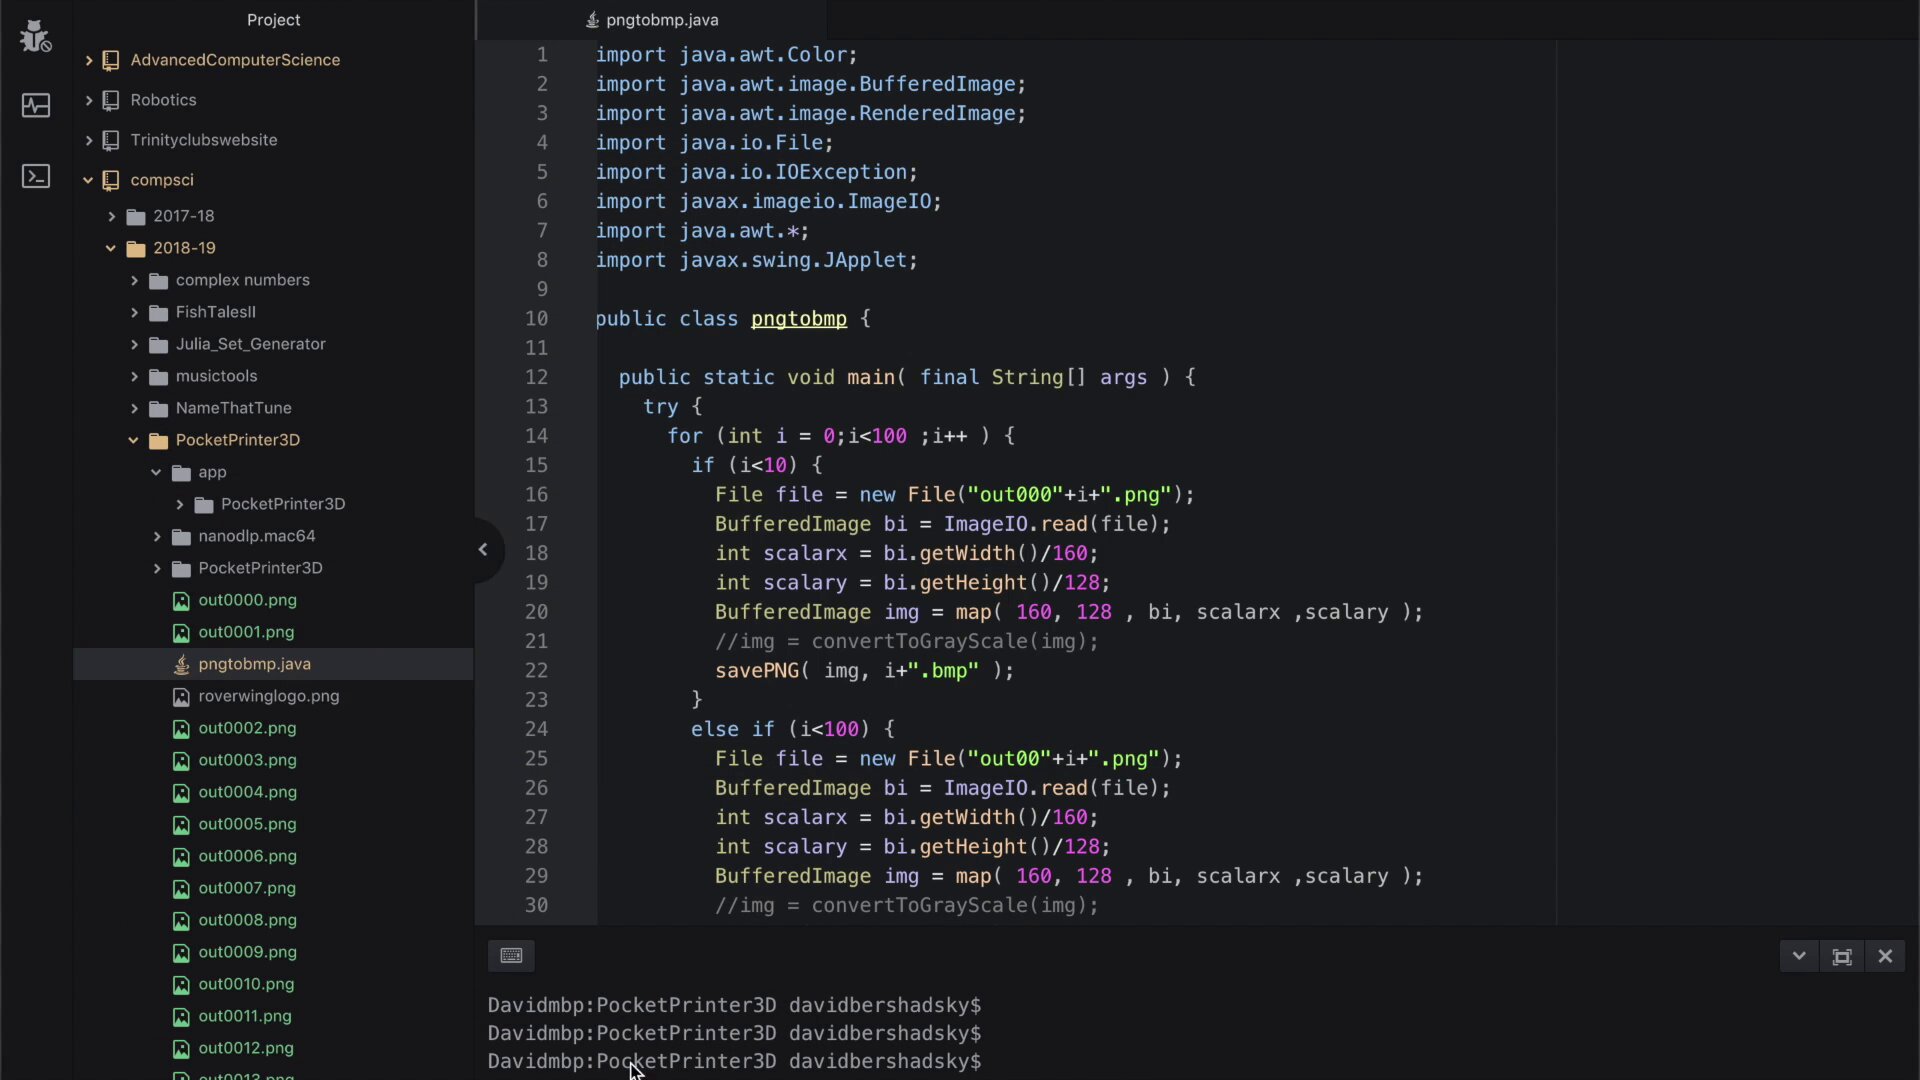 Project
AdvancedComputerScience
Robotics
Trinityclubswebsite
compsci
2017-18
2018-19
complex numbers
FishTalesII
Julia_Set_Generator
musictools
NameThatTune
PocketPrinter3D
app
PocketPrinter3D
nanodlp.mac64
PocketPrinter3D
out0000.png
out0001.png
pngtobmp.java
roverwinglogo.png
out0002.png
out0003.png
out0004.png
out0005.png
out0006.png
out0007.png
out0008.png
out0009.png
out0010.png
out0011.png
out0012.png
out0013.png
pngtobmp.java
1 import java.awt.Color;
2 import java.awt.image.BufferedImage;
3 import java.awt.image.RenderedImage;
4 import java.io.File;
5 import java.io.IOException;
6 import javax.imageio.ImageIO;
7 import java.awt.*;
8 import javax.swing.JApplet;
9
10 public class pngtobmp {
11
12 public static void main( final String[] args ) {
13 try {
14 for (int i = 0;i<100 ;i++ ) {
15 if (i<10) {
16 File file = new File("out000"+i+".png");
17 BufferedImage bi = ImageIO.read(file);
18 int scalarx = bi.getWidth()/160;
19 int scalary = bi.getHeight()/128;
20 BufferedImage img = map( 160, 128 , bi, scalarx ,scalary );
21 //img = convertToGrayScale(img);
22 savePNG( img, i+".bmp" );
23 }
24 else if (i<100) {
25 File file = new File("out00"+i+".png");
26 BufferedImage bi = ImageIO.read(file);
27 int scalarx = bi.getWidth()/160;
28 int scalary = bi.getHeight()/128;
29 BufferedImage img = map( 160, 128 , bi, scalarx ,scalary );
30 //img = convertToGrayScale(img);
Davidmbp:PocketPrinter3D davidbershadsky$
Davidmbp:PocketPrinter3D davidbershadsky$
Davidmbp:PocketPrinter3D davidbershadsky$